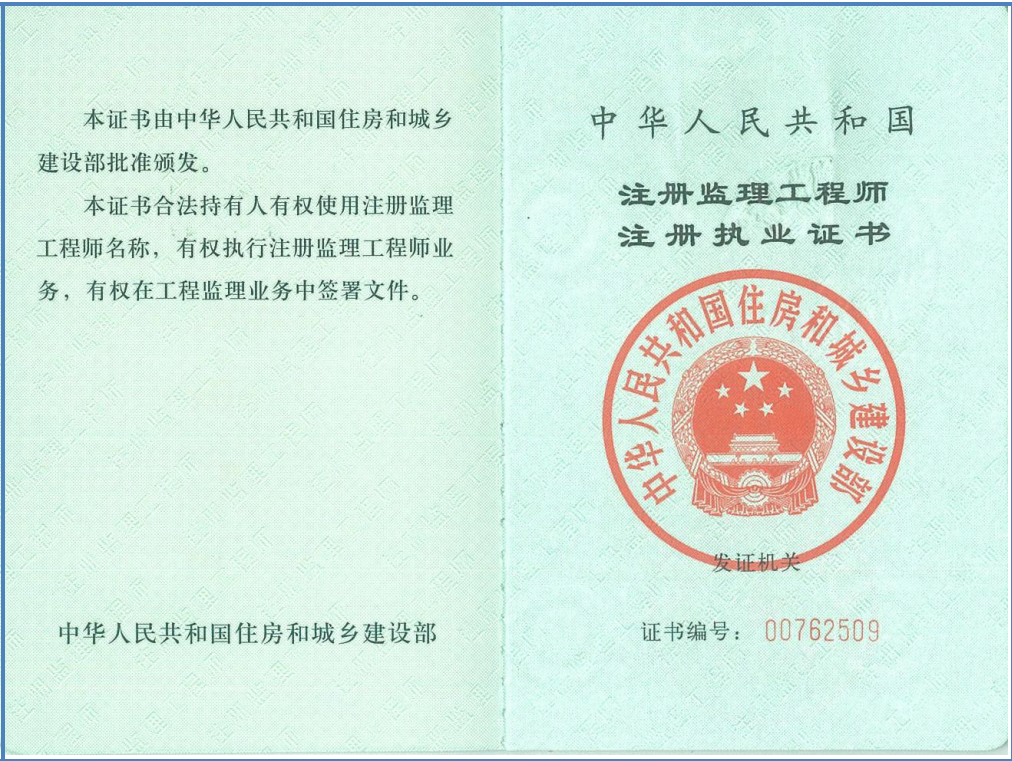 本证书由中华人民共和国住房和城乡
建设部批准颁发。
本证书合法持有人有权使用注册监理
工程师名称，有权执行注册监理工程师业
务，有权在工程监理业务中签署文件。
中华人民共和国住房和城乡建设部
中华人民共和国
注册监理工程师
注册执业证书
中华人民共和国住房和城乡建设部
发证机关
证书编号：00762509